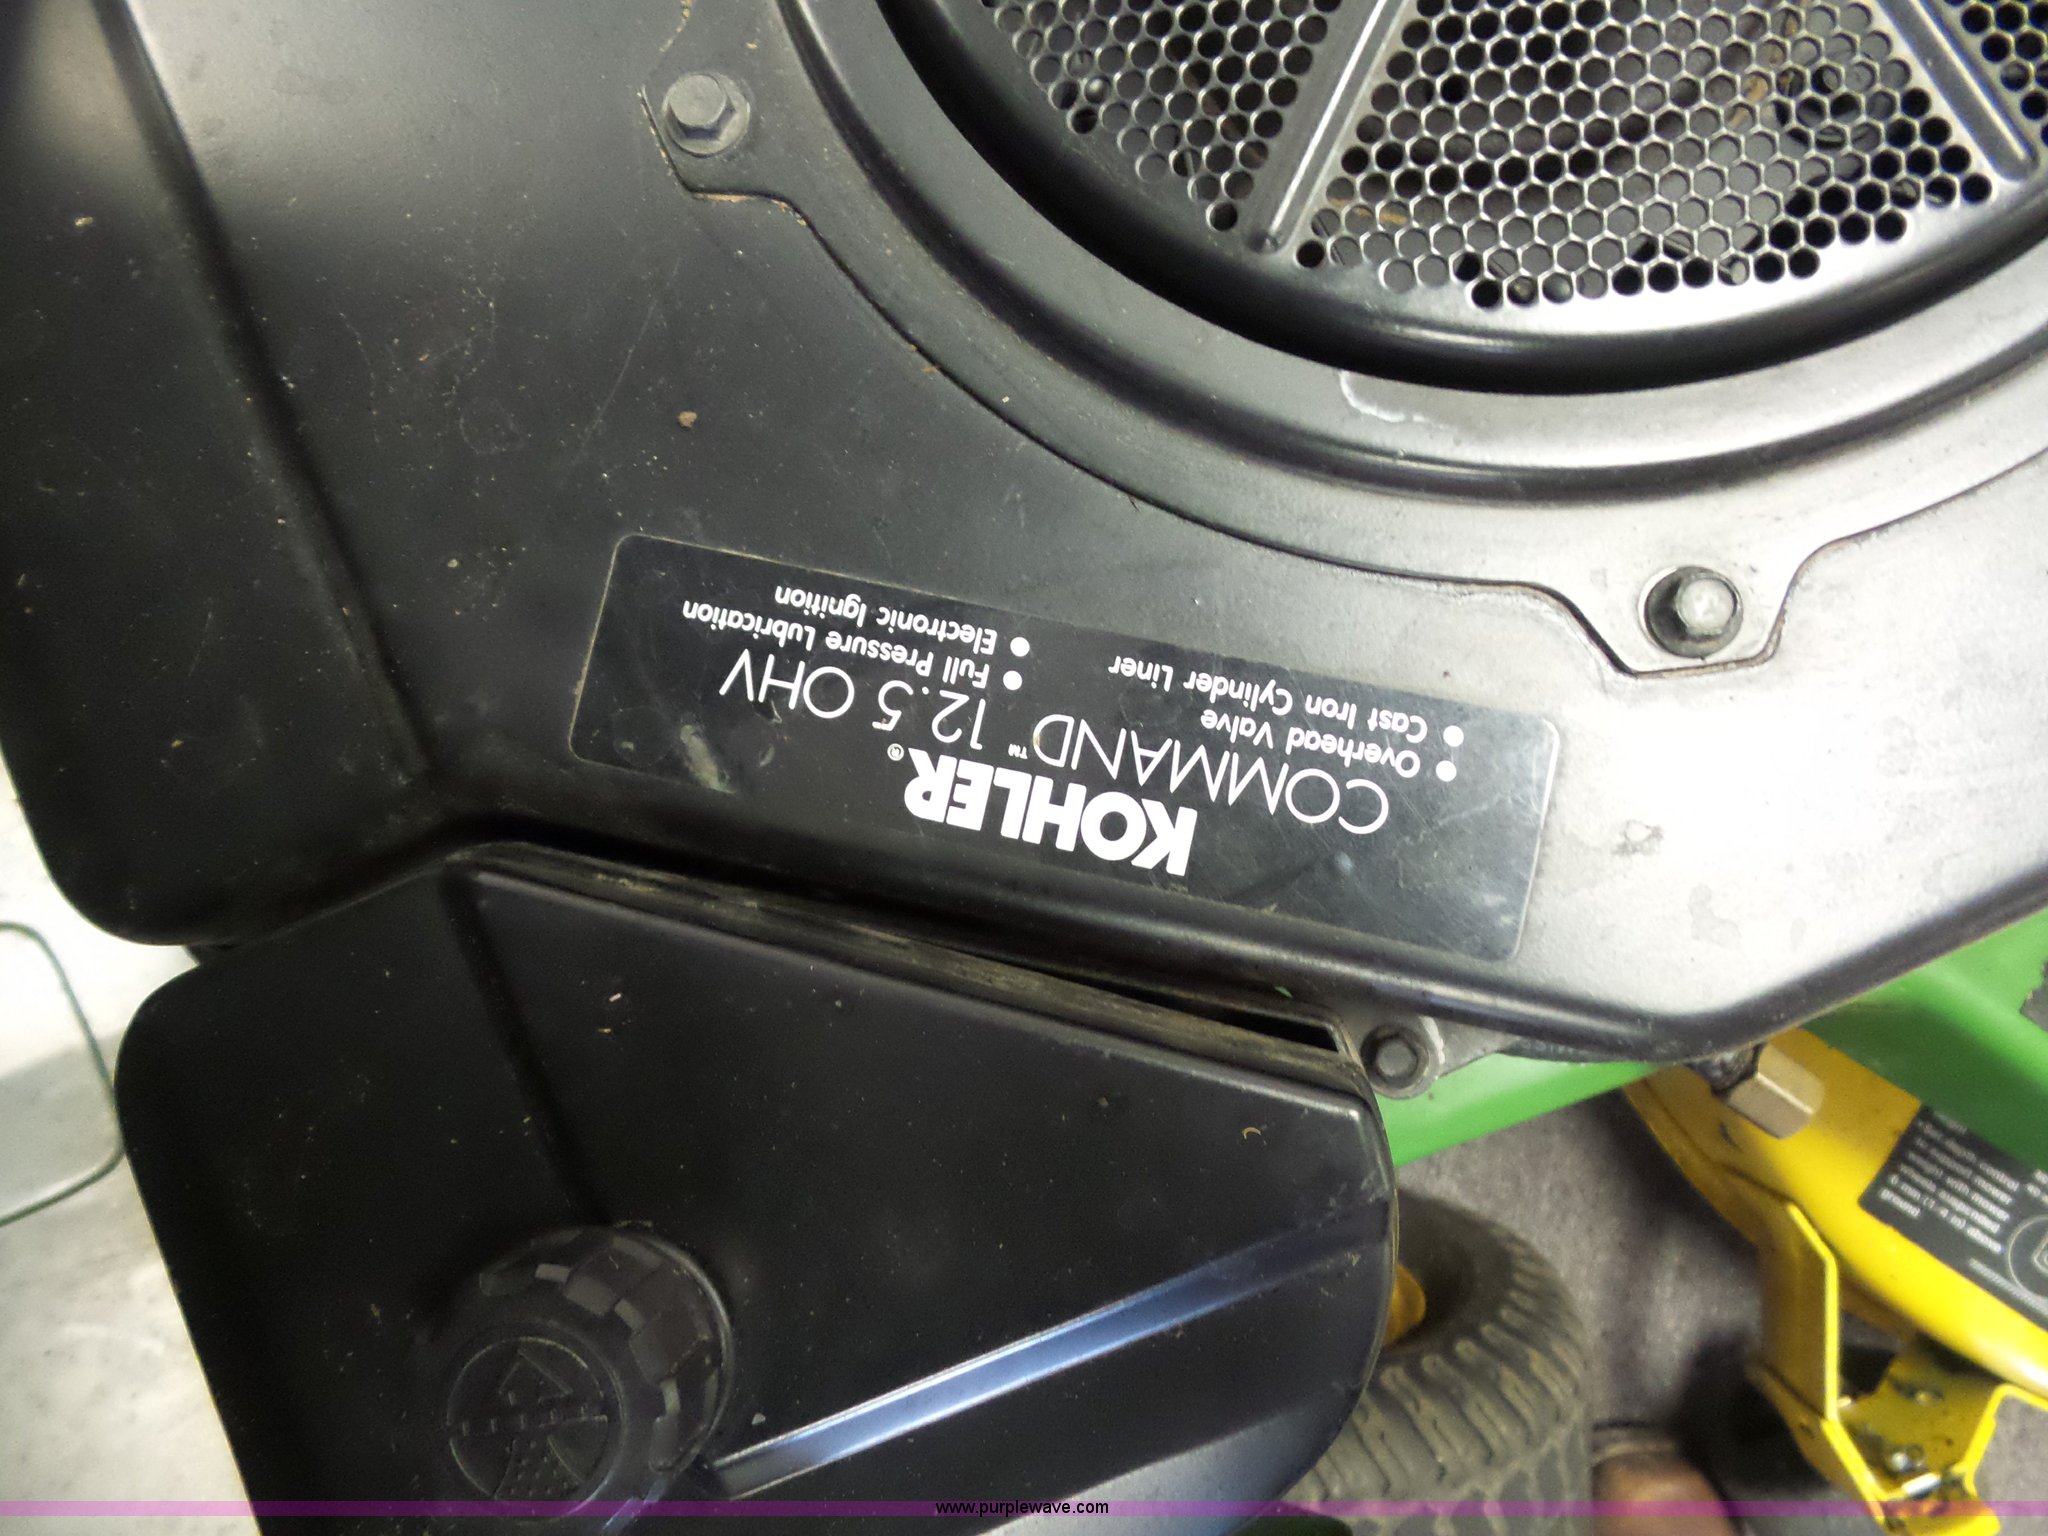 KOHLER®
COMMAND™ 12.5 OHV
• Overhead Valve
• Cast Iron Cylinder Liner
• Full Pressure Lubrication
• Electronic Ignition
www.purplewave.com